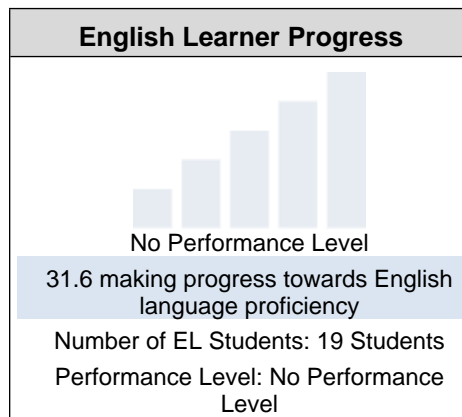 English Learner Progress
No Performance Level
31.6 making progress towards English
language proficiency
Number of EL Students: 19 Students
Performance Level: No Performance
Level